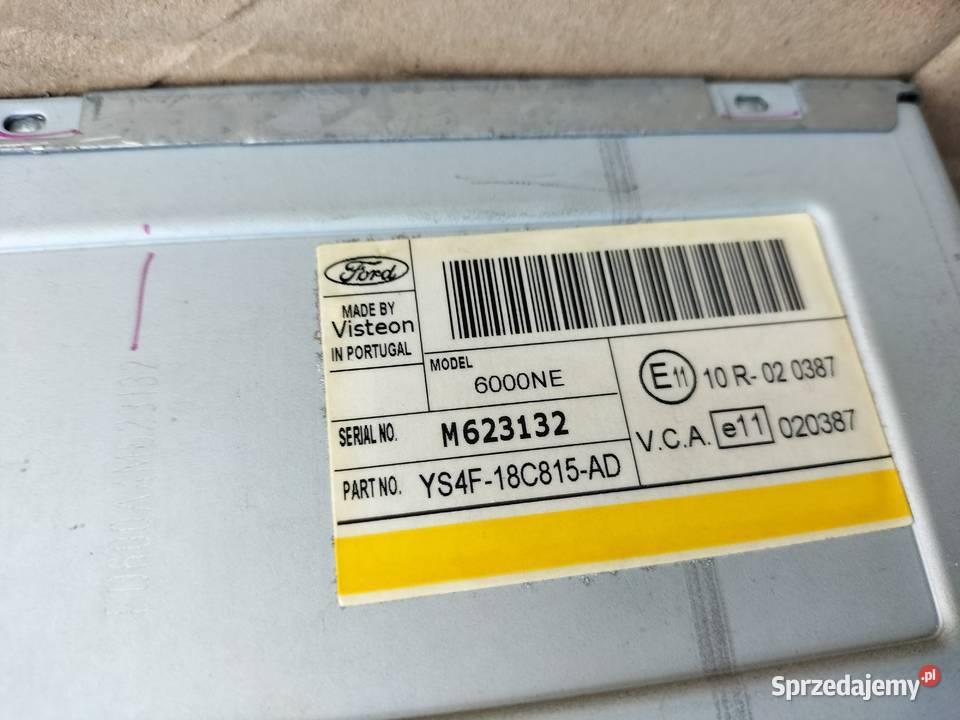 Ford
MADE BY
Visteon
IN PORTUGAL
MODEL
6000NE
SERIAL NO.
M623132
PART NO.
YS4F-18C815-AD
E11 10 R-02 0387
V.C.A. e11 020387
Sprzedajemy.pl